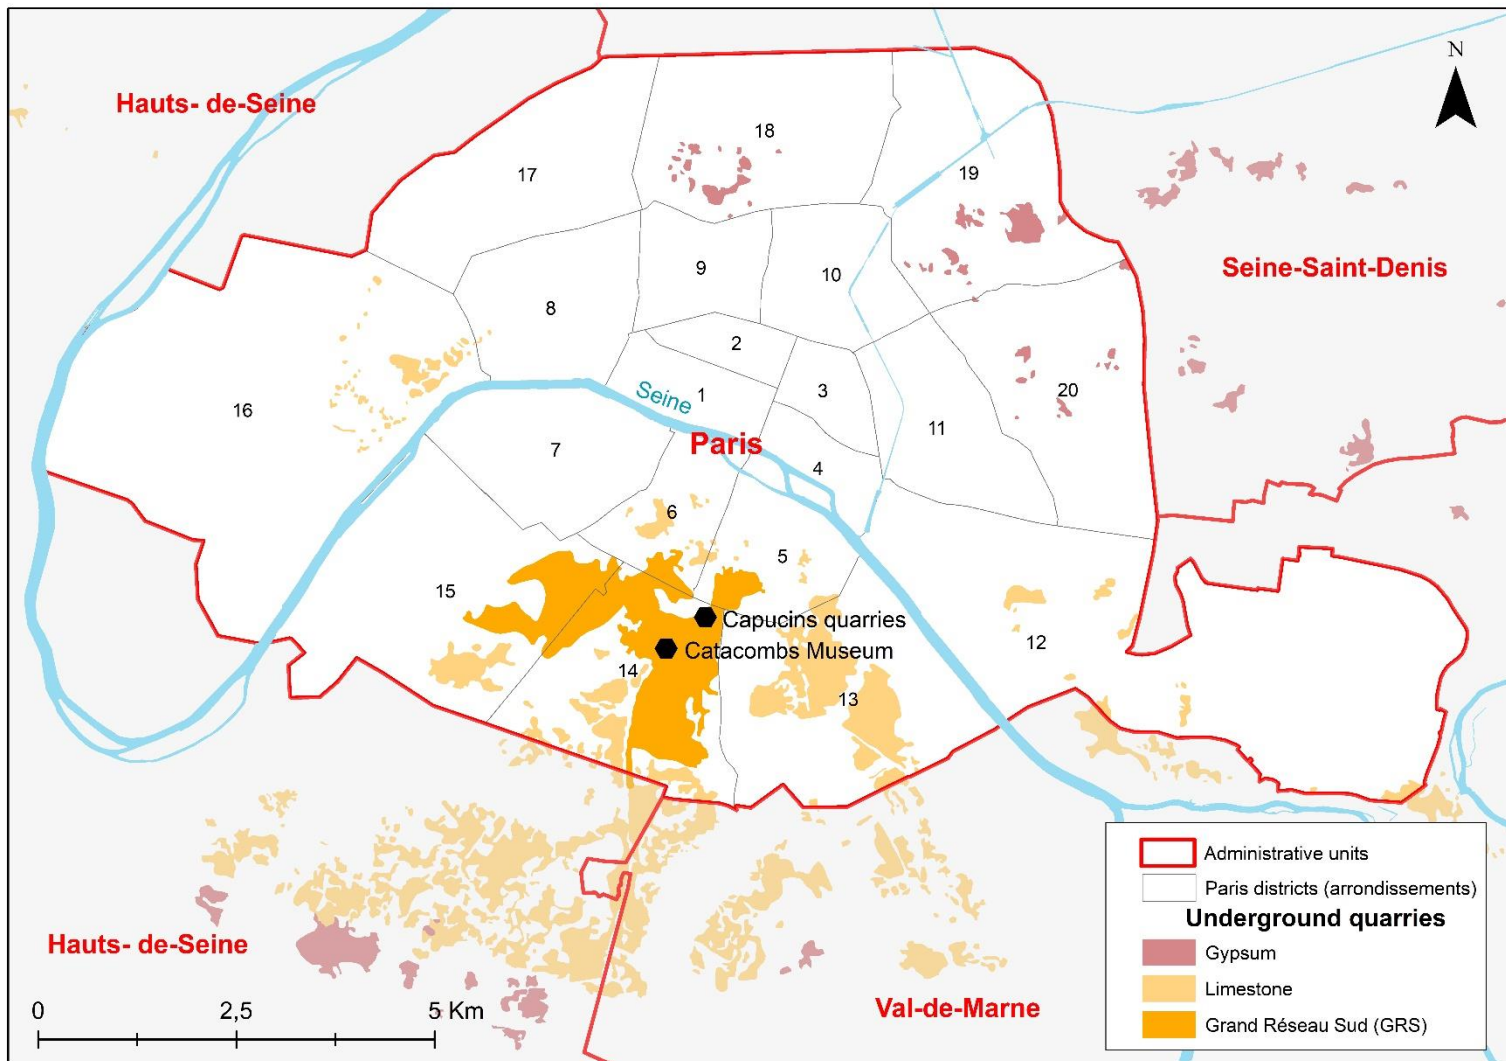 N
Hauts- de-Seine
18
17
19
Seine-Saint-Denis
9
10
8
2
1
3
Seine
16
20
11
Paris
7
4
6
5
15
Capucins quarries
12
Catacombs Museum
14
13
Administrative units
Paris districts (arrondissements)
Underground quarries
Gypsum
Limestone
Grand Réseau Sud (GRS)
Hauts- de-Seine
Val-de-Marne
0 2,5 5 Km